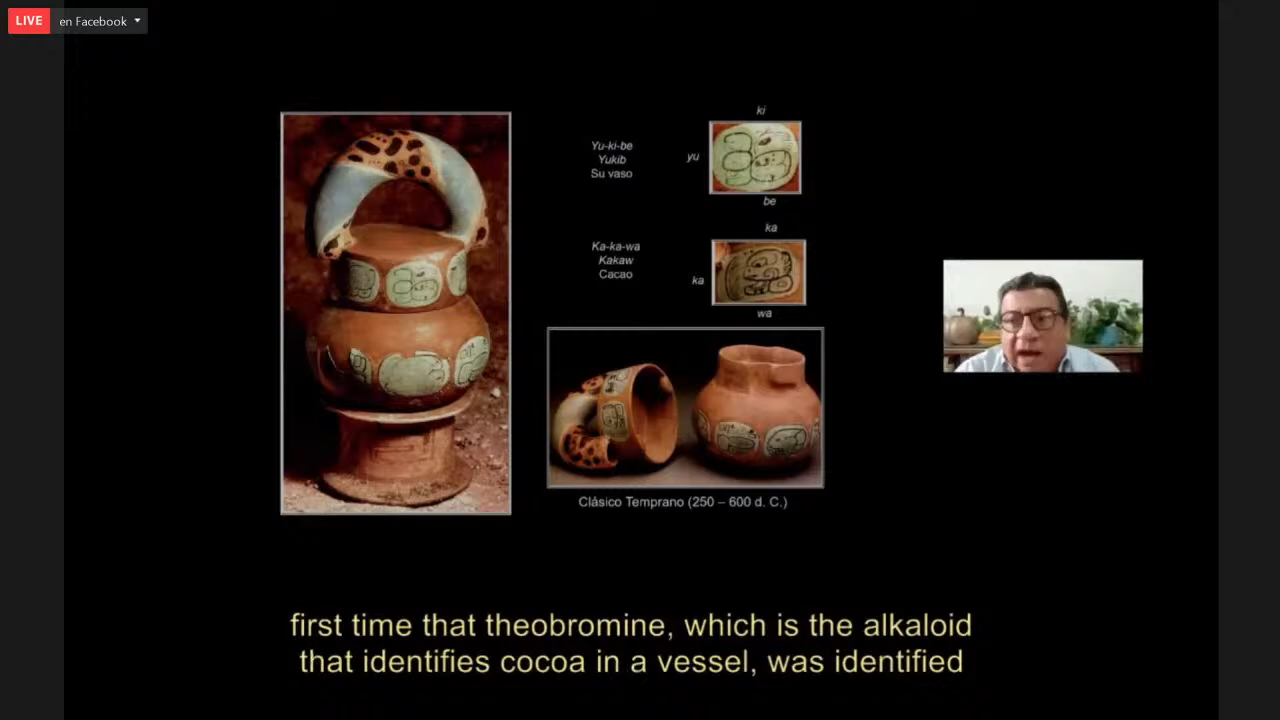 LIVE en Facebook
ki
Yu-ki-be
Yukib
Su vaso
yu
be
ka
Ka-ka-wa
Kakaw
Cacao
ka
wa
Clásico Temprano (250 – 600 d. C.)
first time that theobromine, which is the alkaloid
that identifies cocoa in a vessel, was identified